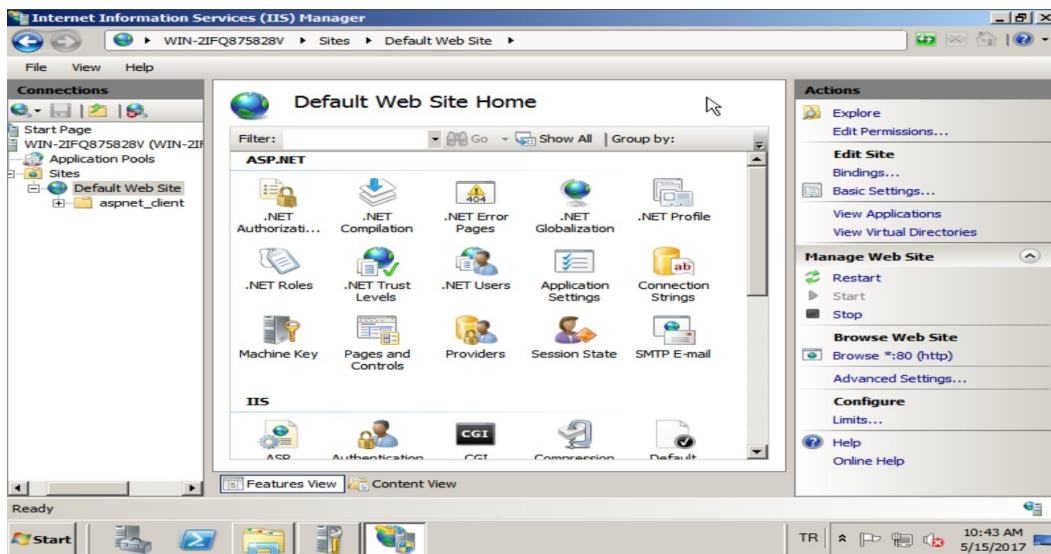 Internet Information Services (IIS) Manager
WIN-2IFQ875828V Sites Default Web Site
File View Help
Connections
Start Page
WIN-2IFQ875828V (WIN-2IF
Application Pools
Sites
Default Web Site
aspnet_client
Default Web Site Home
Filter: Go Show All Group by:
ASP.NET
.NET Authorizati...
.NET Compilation
404
.NET Error Pages
.NET Globalization
.NET Profile
.NET Roles
.NET Trust Levels
.NET Users
Application Settings
ab
Connection Strings
Machine Key
Pages and Controls
Providers
Session State
SMTP E-mail
IIS
ASP
Authentication
CGI
CGI
Compression
Default
Features View Content View
Actions
Explore
Edit Permissions...
Edit Site
Bindings...
Basic Settings...
View Applications
View Virtual Directories
Manage Web Site
Restart
Start
Stop
Browse Web Site
Browse *:80 (http)
Advanced Settings...
Configure
Limits...
Help
Online Help
Ready
Start
TR
10:43 AM
5/15/2017